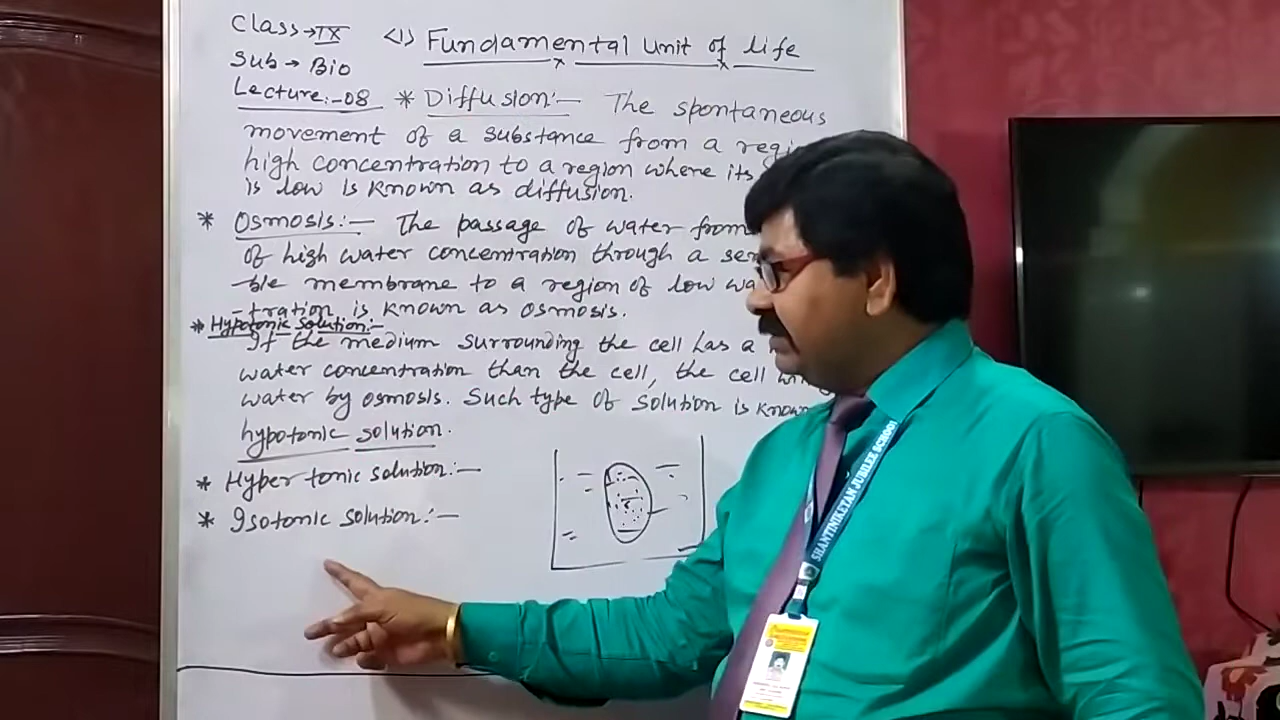 Class→IX <1> Fundamental Unit of life
Sub→Bio
Lecture:-08 * Diffusion:- The spontaneous
movement of a substance from a
high concentration to a region where its
is low is known as diffusion.
* Osmosis:- The passage of water from
of high water concentration through a
-ble membrane to a region of low
-tration is known as osmosis.
* Hypotonic solution:-
If the medium surrounding the cell has a
water concentration than the cell, the cell
water by osmosis. Such type of solution is known
hypotonic solution.
* Hyper tonic solution:-
* Isotonic solution:-
SHANTINIKETAN JUBILEE SCHOOL